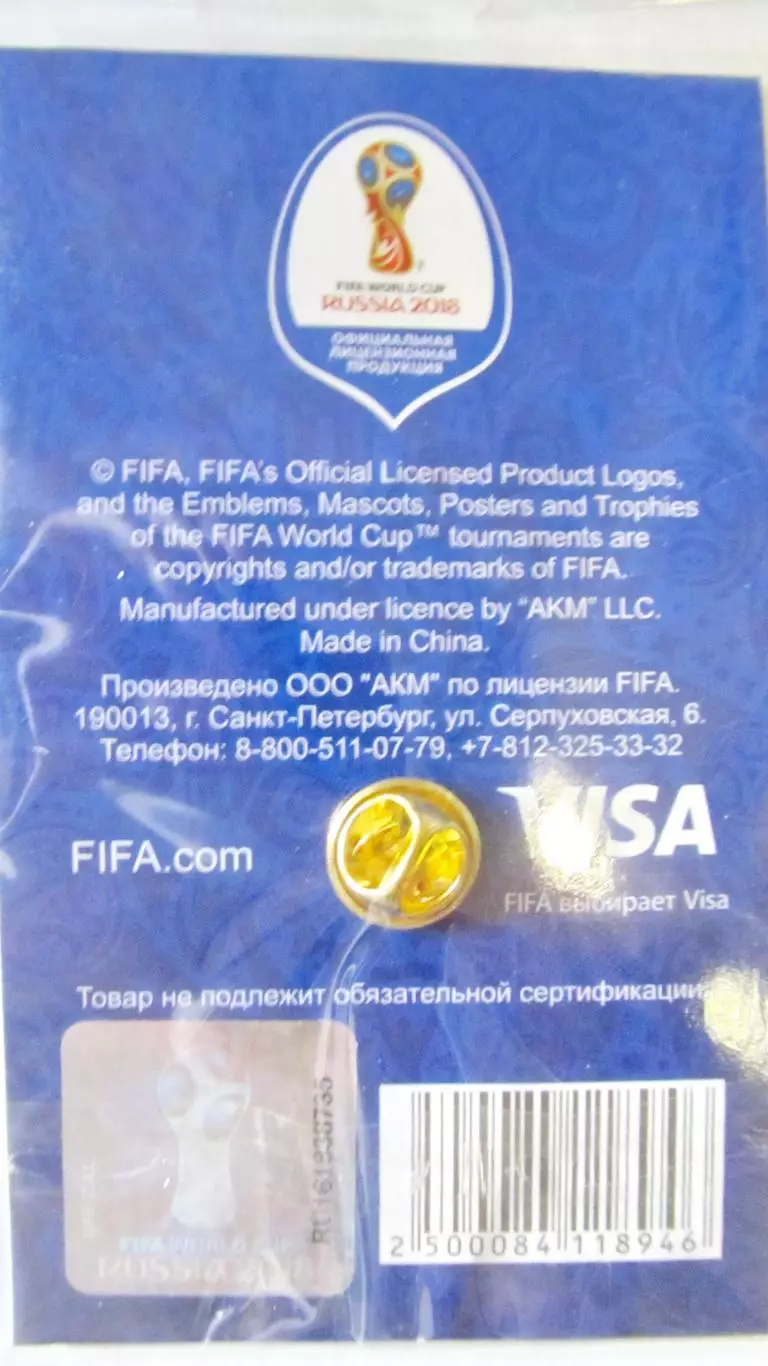 FIFA WORLD CUP
RUSSIA 2018
ОФИЦИАЛЬНАЯ
ЛИЦЕНЗИОННАЯ
ПРОДУКЦИЯ
© FIFA, FIFA's Official Licensed Product Logos,
and the Emblems, Mascots, Posters and Trophies
of the FIFA World Cup™ tournaments are
copyrights and/or trademarks of FIFA.
Manufactured under licence by "AKM" LLC.
Made in China.
Произведено ООО "АКМ" по лицензии FIFA.
190013, г. Санкт-Петербург, ул. Серпуховская, 6.
Телефон: 8-800-511-07-79, +7-812-325-33-32
FIFA.com
VISA
FIFA выбирает Visa
Товар не подлежит обязательной сертификации.
FIFA WORLD CUP
RUSSIA 2018
2 500084 118946